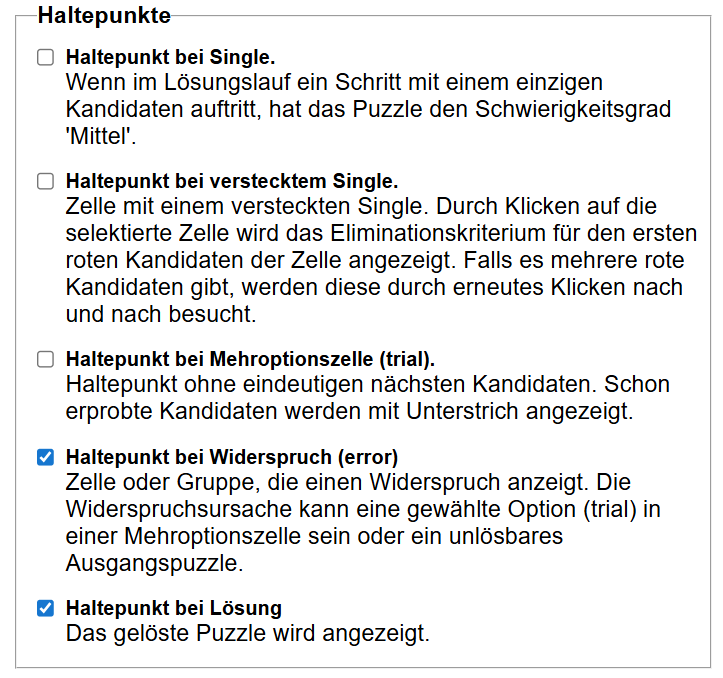 Haltepunkte
Haltepunkt bei Single.
Wenn im Lösungslauf ein Schritt mit einem einzigen
Kandidaten auftritt, hat das Puzzle den Schwierigkeitsgrad
'Mittel'.
Haltepunkt bei verstecktem Single.
Zelle mit einem versteckten Single. Durch Klicken auf die
selektierte Zelle wird das Eliminationskriterium für den ersten
roten Kandidaten der Zelle angezeigt. Falls es mehrere rote
Kandidaten gibt, werden diese durch erneutes Klicken nach
und nach besucht.
Haltepunkt bei Mehroptionszelle (trial).
Haltepunkt ohne eindeutigen nächsten Kandidaten. Schon
erprobte Kandidaten werden mit Unterstrich angezeigt.
Haltepunkt bei Widerspruch (error)
Zelle oder Gruppe, die einen Widerspruch anzeigt. Die
Widerspruchsursache kann eine gewählte Option (trial) in
einer Mehroptionszelle sein oder ein unlösbares
Ausgangspuzzle.
Haltepunkt bei Lösung
Das gelöste Puzzle wird angezeigt.